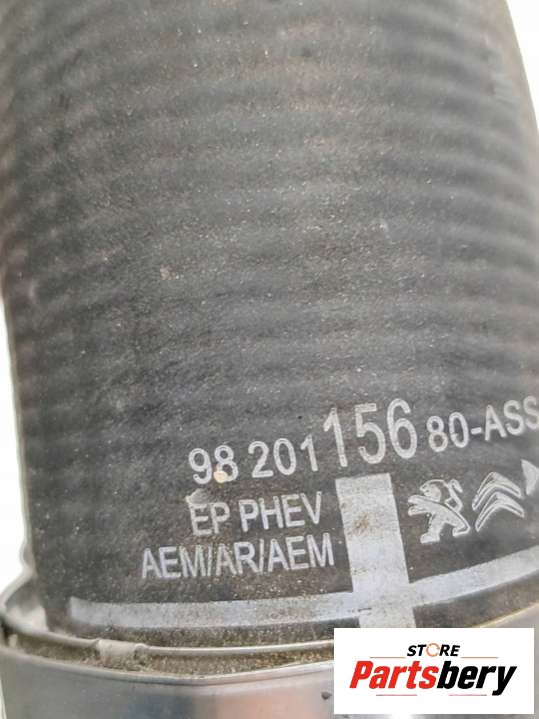 98 201 156 80-ASS
EP PHEV
AEM/AR/AEM
STORE
Partsbery